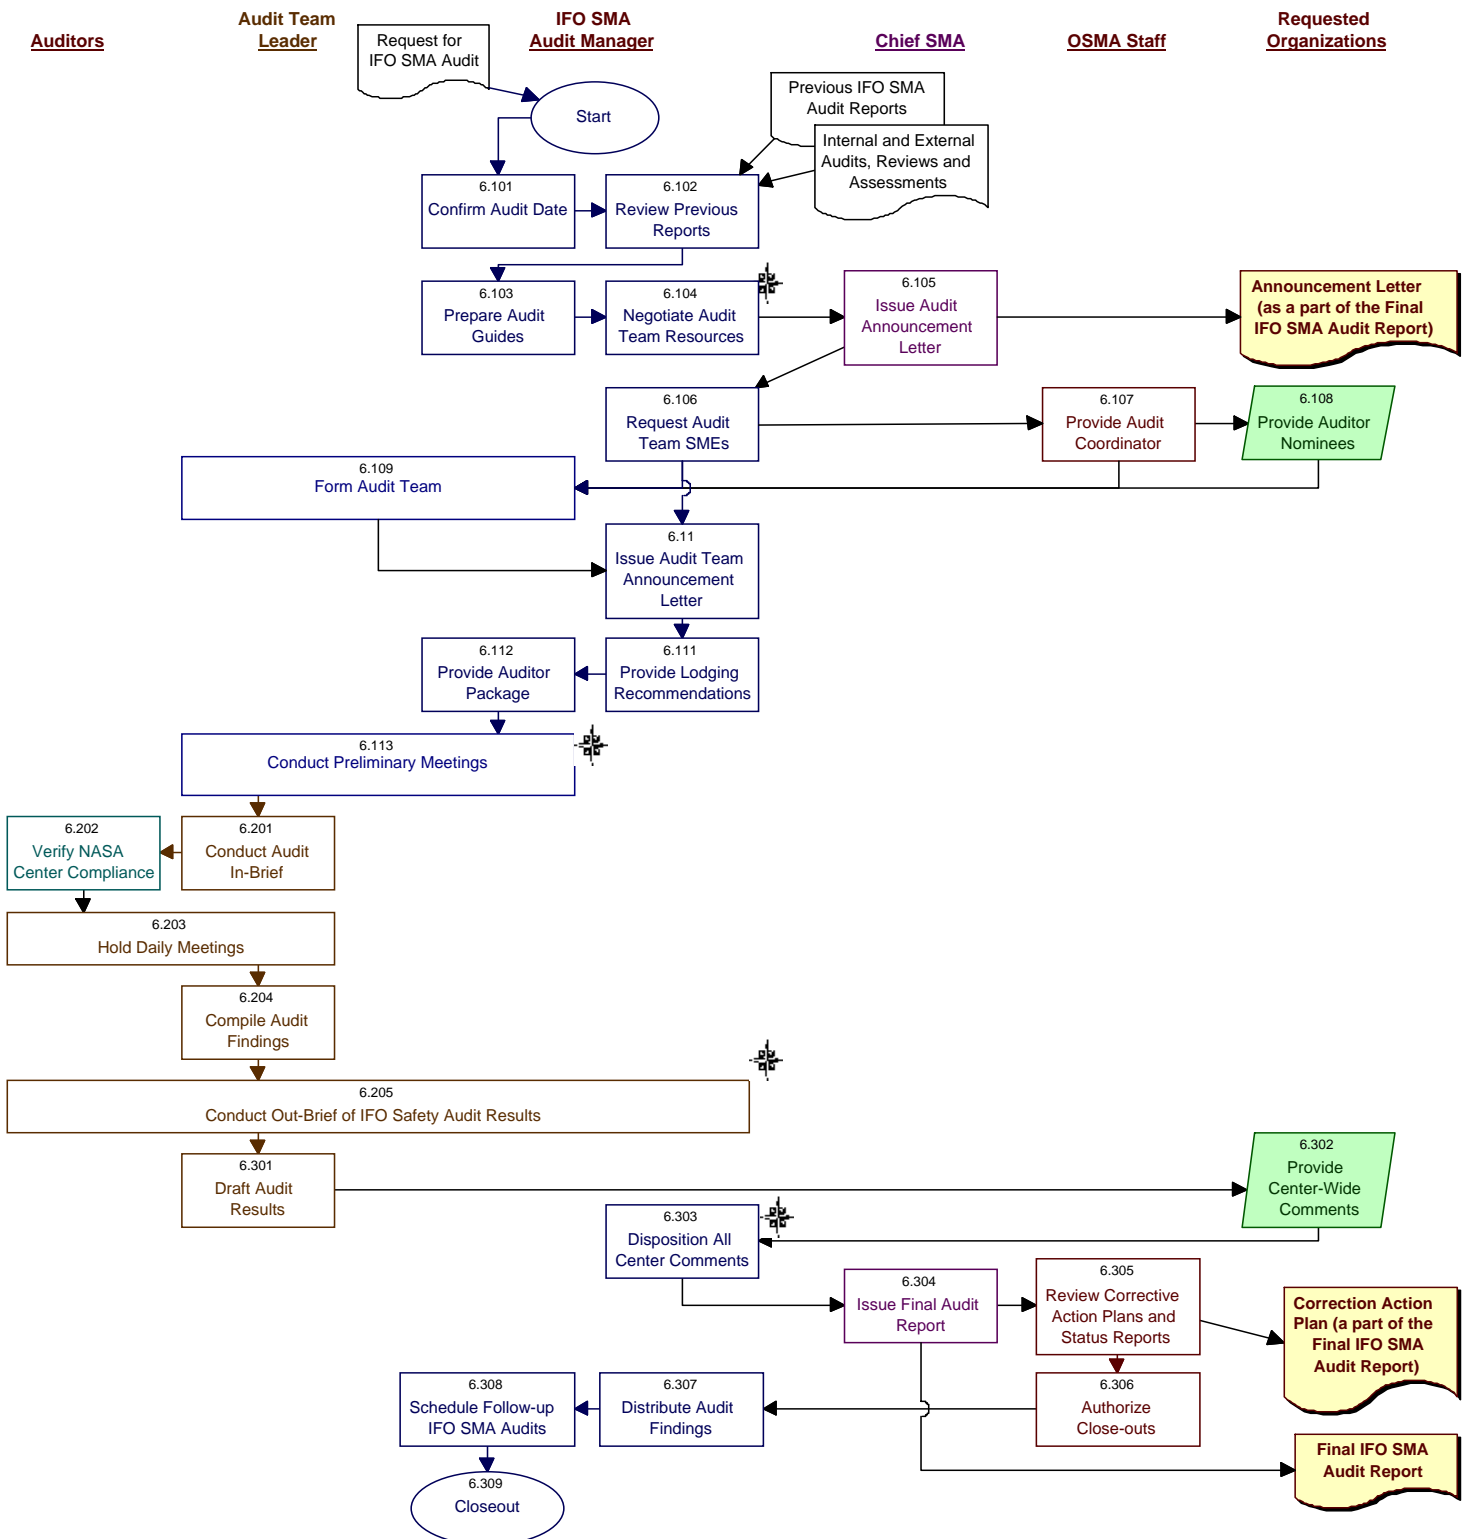 Auditors
Audit Team
Leader
IFO SMA
Audit Manager
Chief SMA
OSMA Staff
Requested
Organizations
Request for
IFO SMA Audit
Start
Previous IFO SMA
Audit Reports
Internal and External
Audits, Reviews and
Assessments
6.101
Confirm Audit Date
6.102
Review Previous
Reports
6.103
Prepare Audit
Guides
6.104
Negotiate Audit
Team Resources
6.105
Issue Audit
Announcement
Letter
Announcement Letter
(as a part of the Final
IFO SMA Audit Report)
6.106
Request Audit
Team SMEs
6.107
Provide Audit
Coordinator
6.108
Provide Auditor
Nominees
6.109
Form Audit Team
6.11
Issue Audit Team
Announcement
Letter
6.112
Provide Auditor
Package
6.111
Provide Lodging
Recommendations
6.113
Conduct Preliminary Meetings
6.202
Verify NASA
Center Compliance
6.201
Conduct Audit
In-Brief
6.203
Hold Daily Meetings
6.204
Compile Audit
Findings
6.205
Conduct Out-Brief of IFO Safety Audit Results
6.301
Draft Audit
Results
6.302
Provide
Center-Wide
Comments
6.303
Disposition All
Center Comments
6.304
Issue Final Audit
Report
6.305
Review Corrective
Action Plans and
Status Reports
Correction Action
Plan (a part of the
Final IFO SMA
Audit Report)
6.308
Schedule Follow-up
IFO SMA Audits
6.307
Distribute Audit
Findings
6.306
Authorize
Close-outs
Final IFO SMA
Audit Report
6.309
Closeout